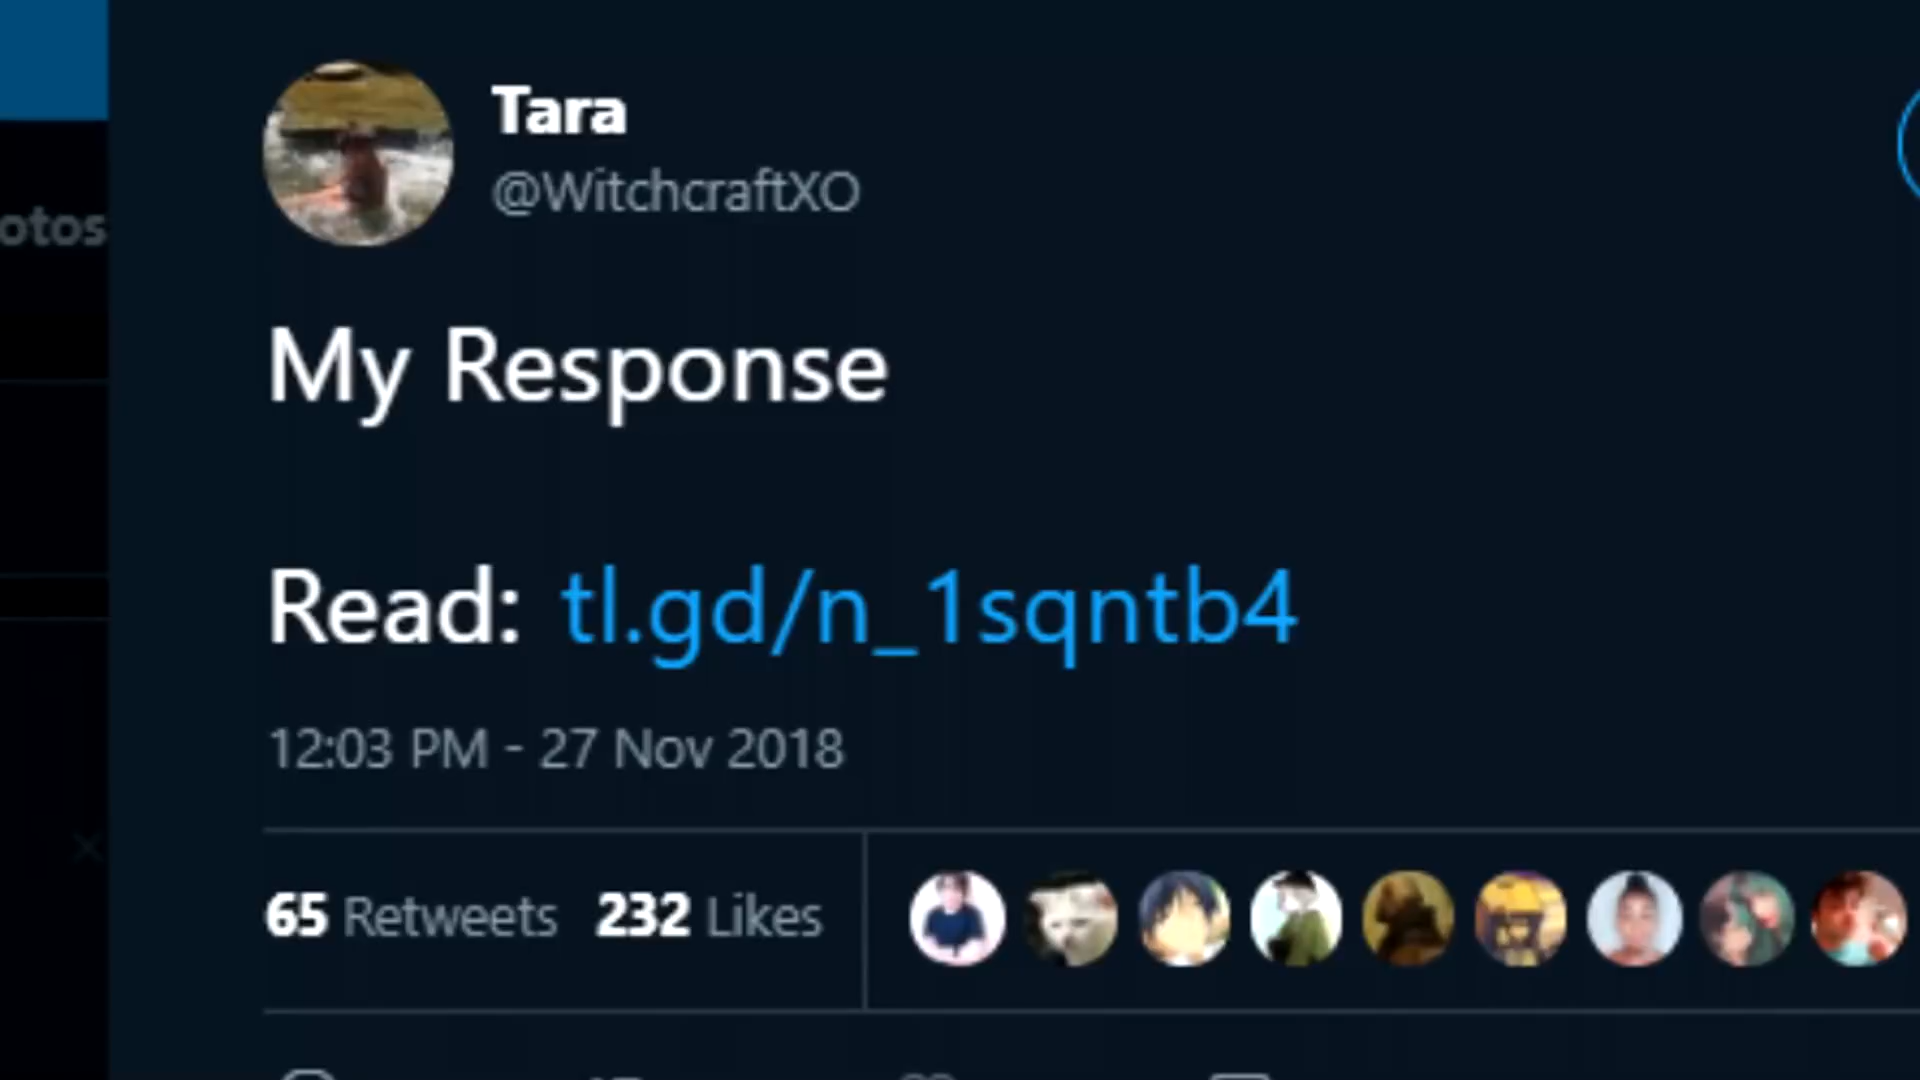 Tara
@WitchcraftXO
otos
My Response
Read: tl.gd/n_1sqntb4
12:03 PM - 27 Nov 2018
65 Retweets 232 Likes